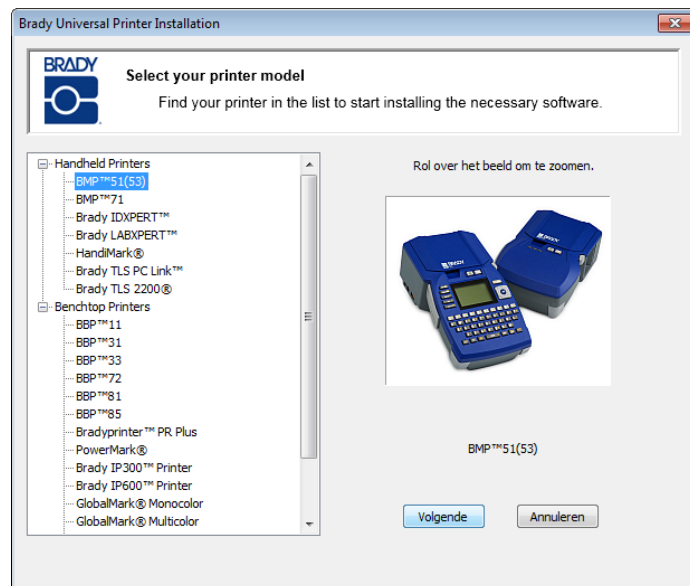 Brady Universal Printer Installation
BRADY
Select your printer model
Find your printer in the list to start installing the necessary software.
Handheld Printers
BMP™51(53)
BMP™71
Brady IDXPERT™
Brady LABXPERT™
HandiMark®
Brady TLS PC Link™
Brady TLS 2200®
Benchtop Printers
BBP™11
BBP™31
BBP™33
BBP™72
BBP™81
BBP™85
Bradyprinter™ PR Plus
PowerMark®
Brady IP300™ Printer
Brady IP600™ Printer
GlobalMark® Monocolor
GlobalMark® Multicolor
Rol over het beeld om te zoomen.
BMP™51(53)
Volgende
Annuleren